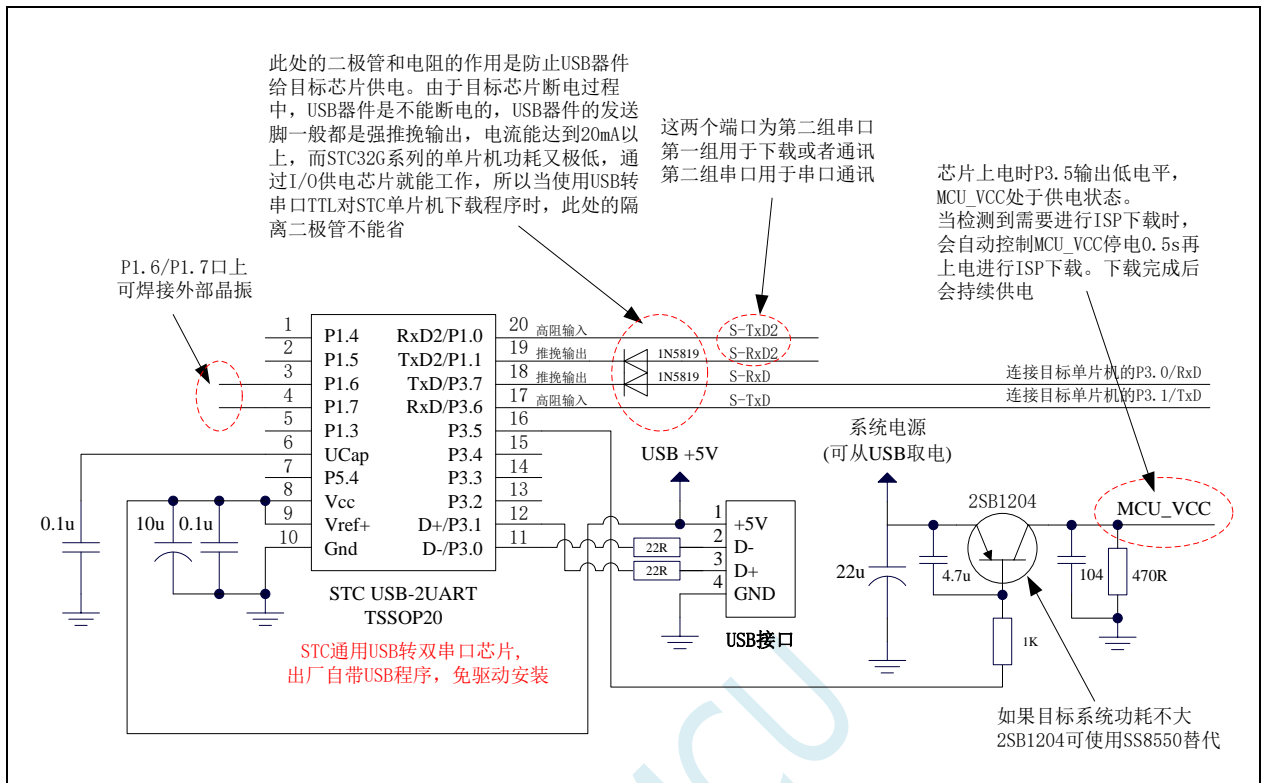 此处的二极管和电阻的作用是防止USB器件
给目标芯片供电。由于目标芯片断电过程
中，USB器件是不能断电的，USB器件的发送
脚一般都是强推挽输出，电流能达到20mA以
上，而STC32G系列的单片机功耗又极低，通
过I/O供电芯片就能工作，所以当使用USB转
串口TTL对STC单片机下载程序时，此处的隔
离二极管不能省
这两个端口为第二组串口
第一组用于下载或者通讯
第二组串口用于串口通讯
芯片上电时P3.5输出低电平，
MCU_VCC处于供电状态。
当检测到需要进行ISP下载时，
会自动控制MCU_VCC停电0.5s再
上电进行ISP下载。下载完成后
会持续供电
P1.6/P1.7口上
可焊接外部晶振
1 P1.4 RxD2/P1.0 20 高阻输入 S-TxD2
2 P1.5 TxD2/P1.1 19 推挽输出 1N5819 S-RxD2
3 P1.6 TxD/P3.7 18 推挽输出 1N5819 S-RxD 连接目标单片机的P3.0/RxD
4 P1.7 RxD/P3.6 17 高阻输入 S-TxD 连接目标单片机的P3.1/TxD
5 P1.3 P3.5 16
6 UCap P3.4 15
7 P5.4 P3.3 14
8 Vcc P3.2 13
9 Vref+ D+/P3.1 12
10 Gnd D-/P3.0 11
0.1u
10u
0.1u
STC USB-2UART
TSSOP20
STC通用USB转双串口芯片,
出厂自带USB程序，免驱动安装
USB +5V
22R
22R
1 +5V
2 D-
3 D+
4 GND
USB接口
系统电源
(可从USB取电)
2SB1204
MCU_VCC
22u
4.7u
104
470R
1K
如果目标系统功耗不大
2SB1204可使用SS8550替代
MCU